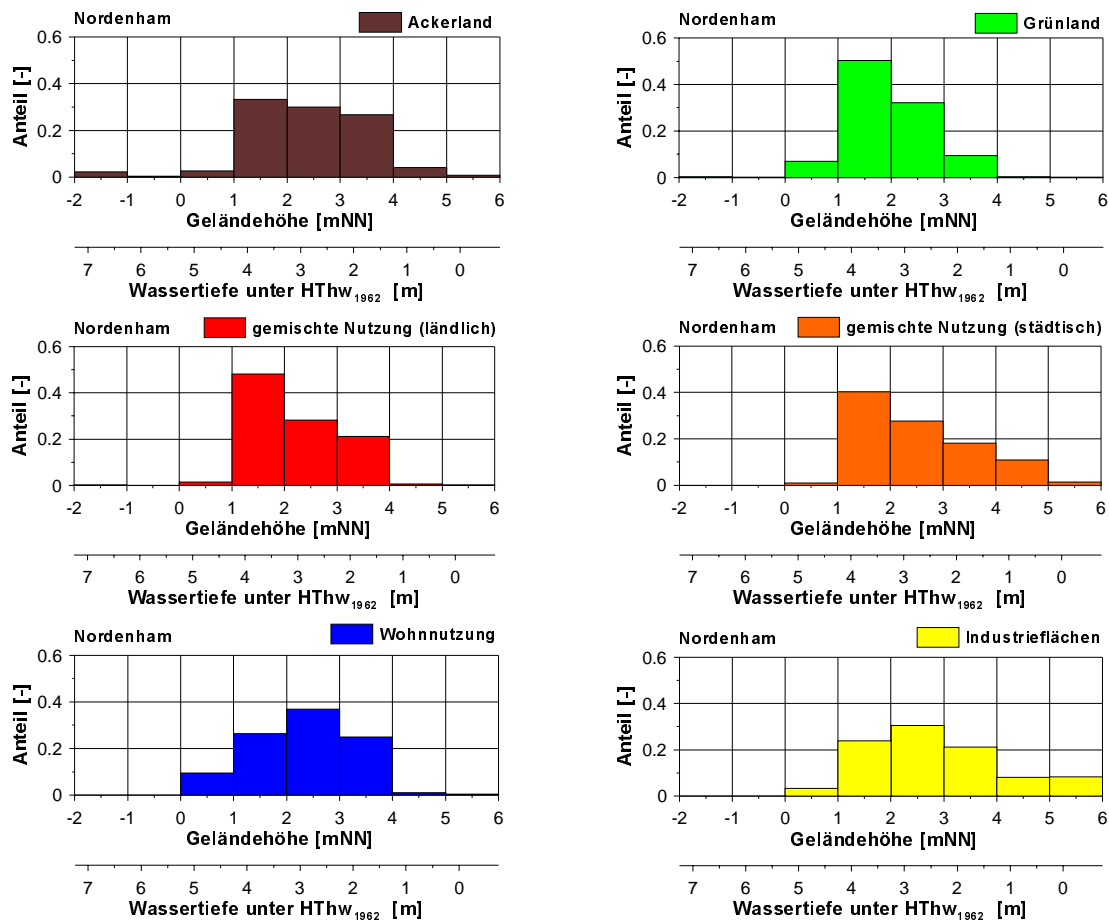 Nordenham Ackerland
0.6
0.4
0.2
0
Anteil [-]
-2 -1 0 1 2 3 4 5 6
Geländehöhe [mNN]
7 6 5 4 3 2 1 0
Wassertiefe unter HThw1962 [m]
Nordenham Grünland
0.6
0.4
0.2
0
Anteil [-]
-2 -1 0 1 2 3 4 5 6
Geländehöhe [mNN]
7 6 5 4 3 2 1 0
Wassertiefe unter HThw1962 [m]
Nordenham gemischte Nutzung (ländlich)
0.6
0.4
0.2
0
Anteil [-]
-2 -1 0 1 2 3 4 5 6
Geländehöhe [mNN]
7 6 5 4 3 2 1 0
Wassertiefe unter HThw1962 [m]
Nordenham gemischte Nutzung (städtisch)
0.6
0.4
0.2
0
Anteil [-]
-2 -1 0 1 2 3 4 5 6
Geländehöhe [mNN]
7 6 5 4 3 2 1 0
Wassertiefe unter HThw1962 [m]
Nordenham Wohnnutzung
0.6
0.4
0.2
0
Anteil [-]
-2 -1 0 1 2 3 4 5 6
Geländehöhe [mNN]
7 6 5 4 3 2 1 0
Wassertiefe unter HThw1962 [m]
Nordenham Industrieflächen
0.6
0.4
0.2
0
Anteil [-]
-2 -1 0 1 2 3 4 5 6
Geländehöhe [mNN]
7 6 5 4 3 2 1 0
Wassertiefe unter HThw1962 [m]